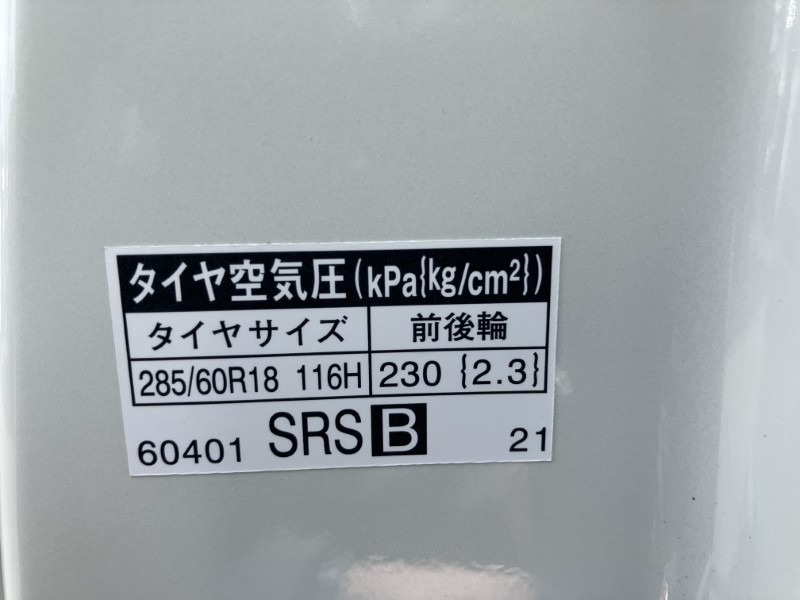 タイヤ空気圧(kPa{kg/cm²})
タイヤサイズ 前後輪
285/60R18 116H 230 {2.3}
60401 SRS B 21